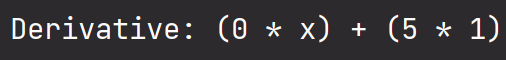 Derivative: (0 * x) + (5 * 1)